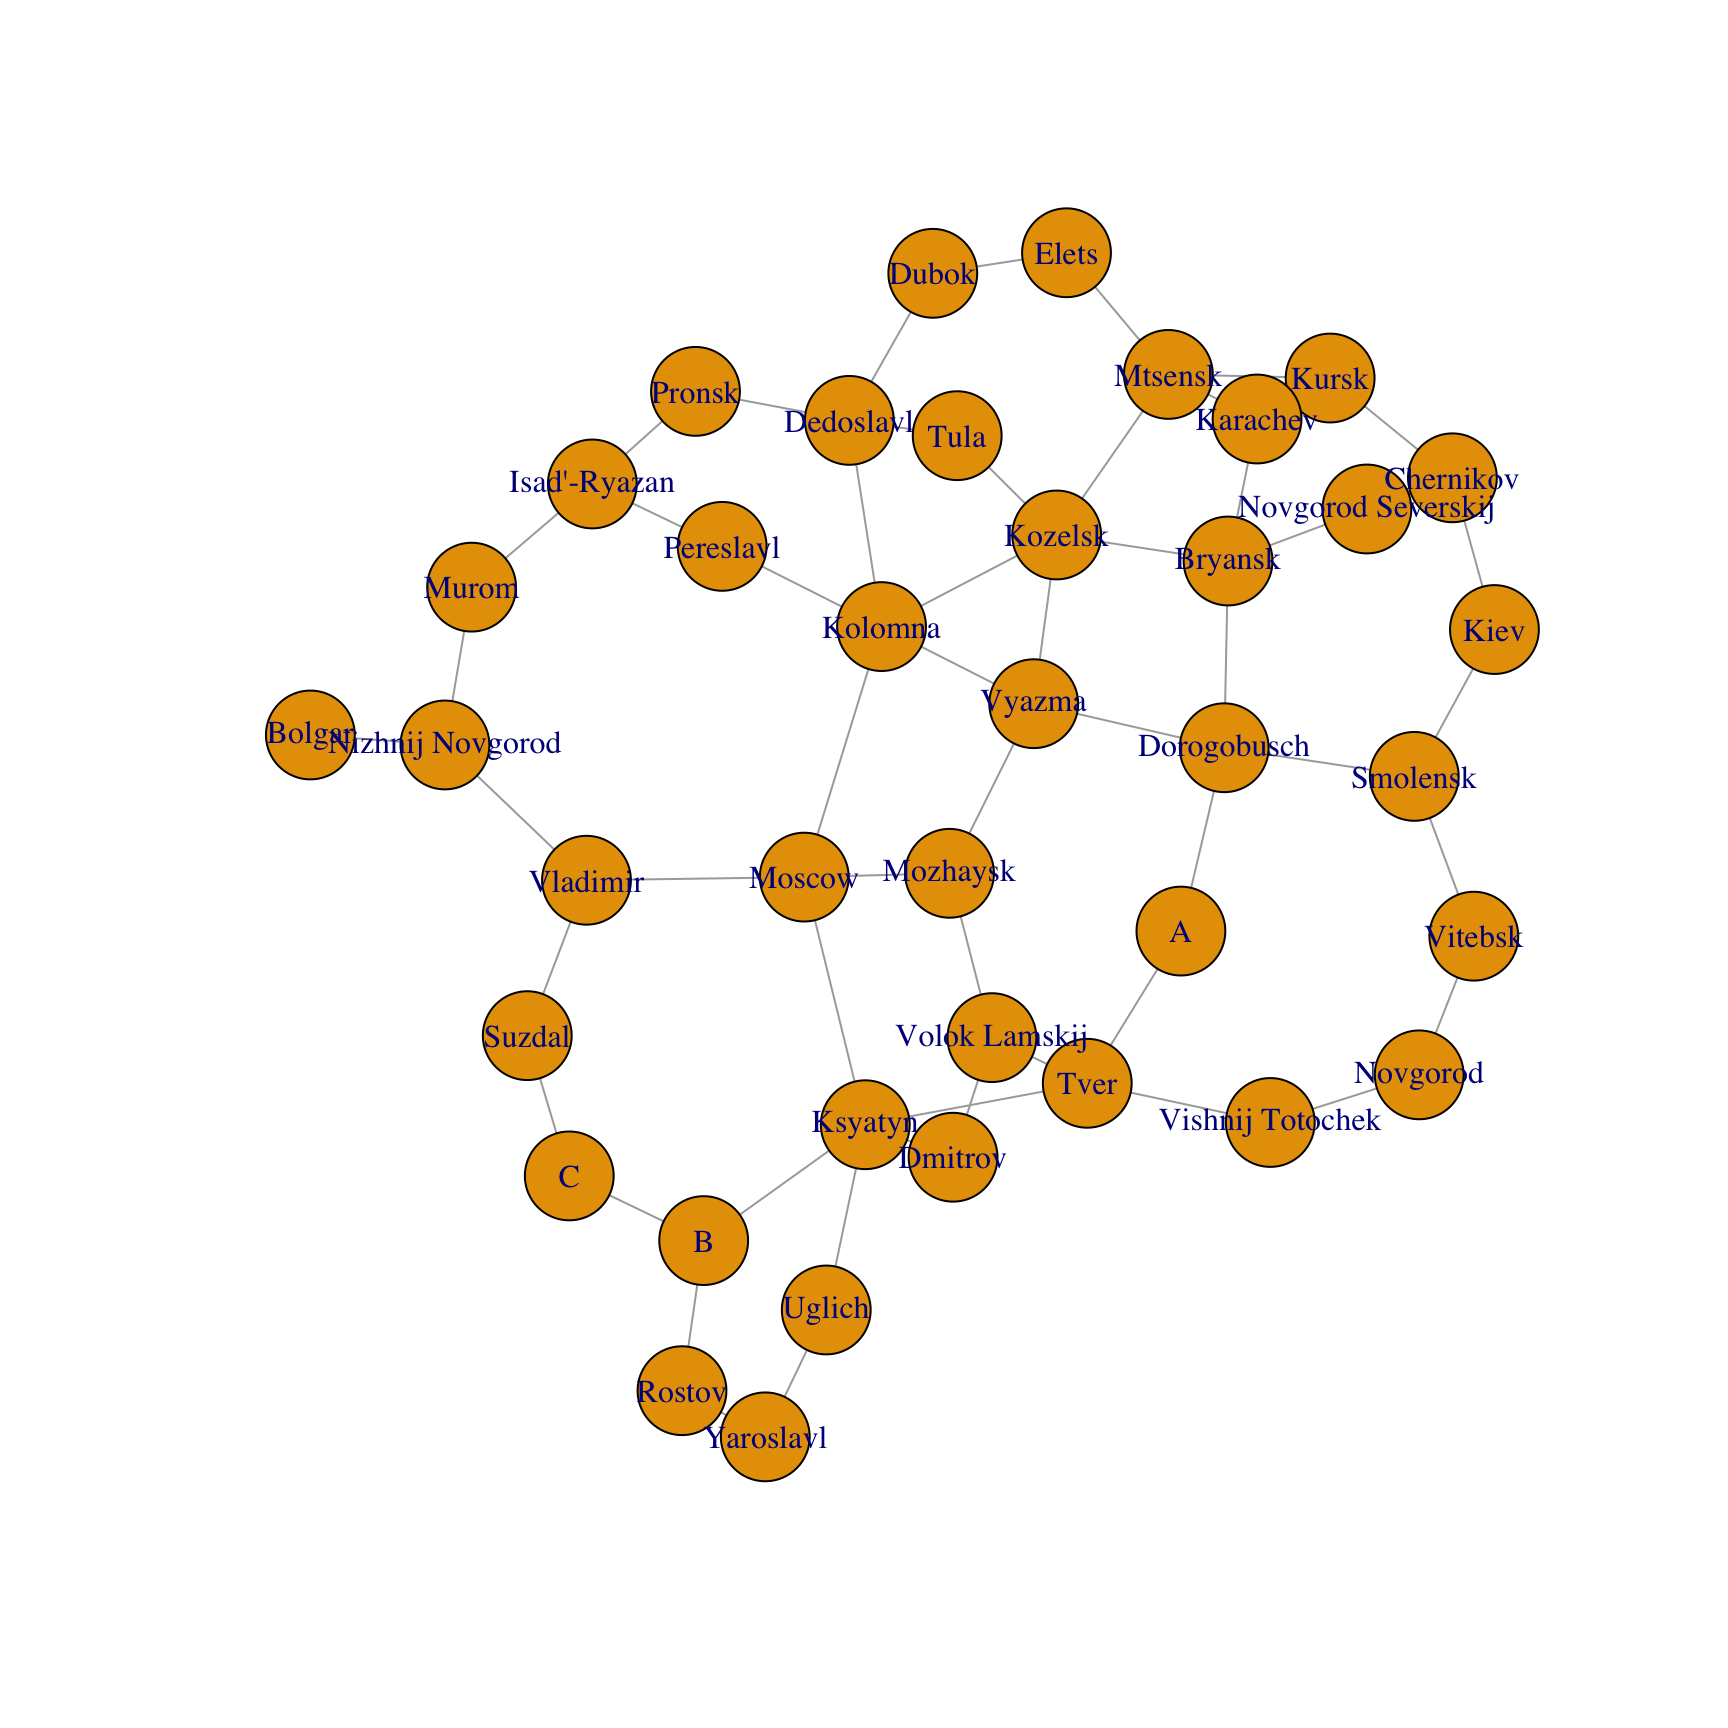 Elets
Dubok
Mtsensk
Kursk
Pronsk
Karachev
Dedoslavl
Tula
Chernikov
Isad'-Ryazan
Novgorod Severskij
Kozelsk
Pereslavl
Bryansk
Murom
Kolomna
Kiev
Vyazma
Bolgar
Nizhnij Novgorod
Dorogobusch
Smolensk
Mozhaysk
Moscow
Vladimir
A
Vitebsk
Volok Lamskij
Suzdal
Novgorod
Tver
Vishnij Totochek
Ksyatyn
Dmitrov
C
B
Uglich
Rostov
Yaroslavl